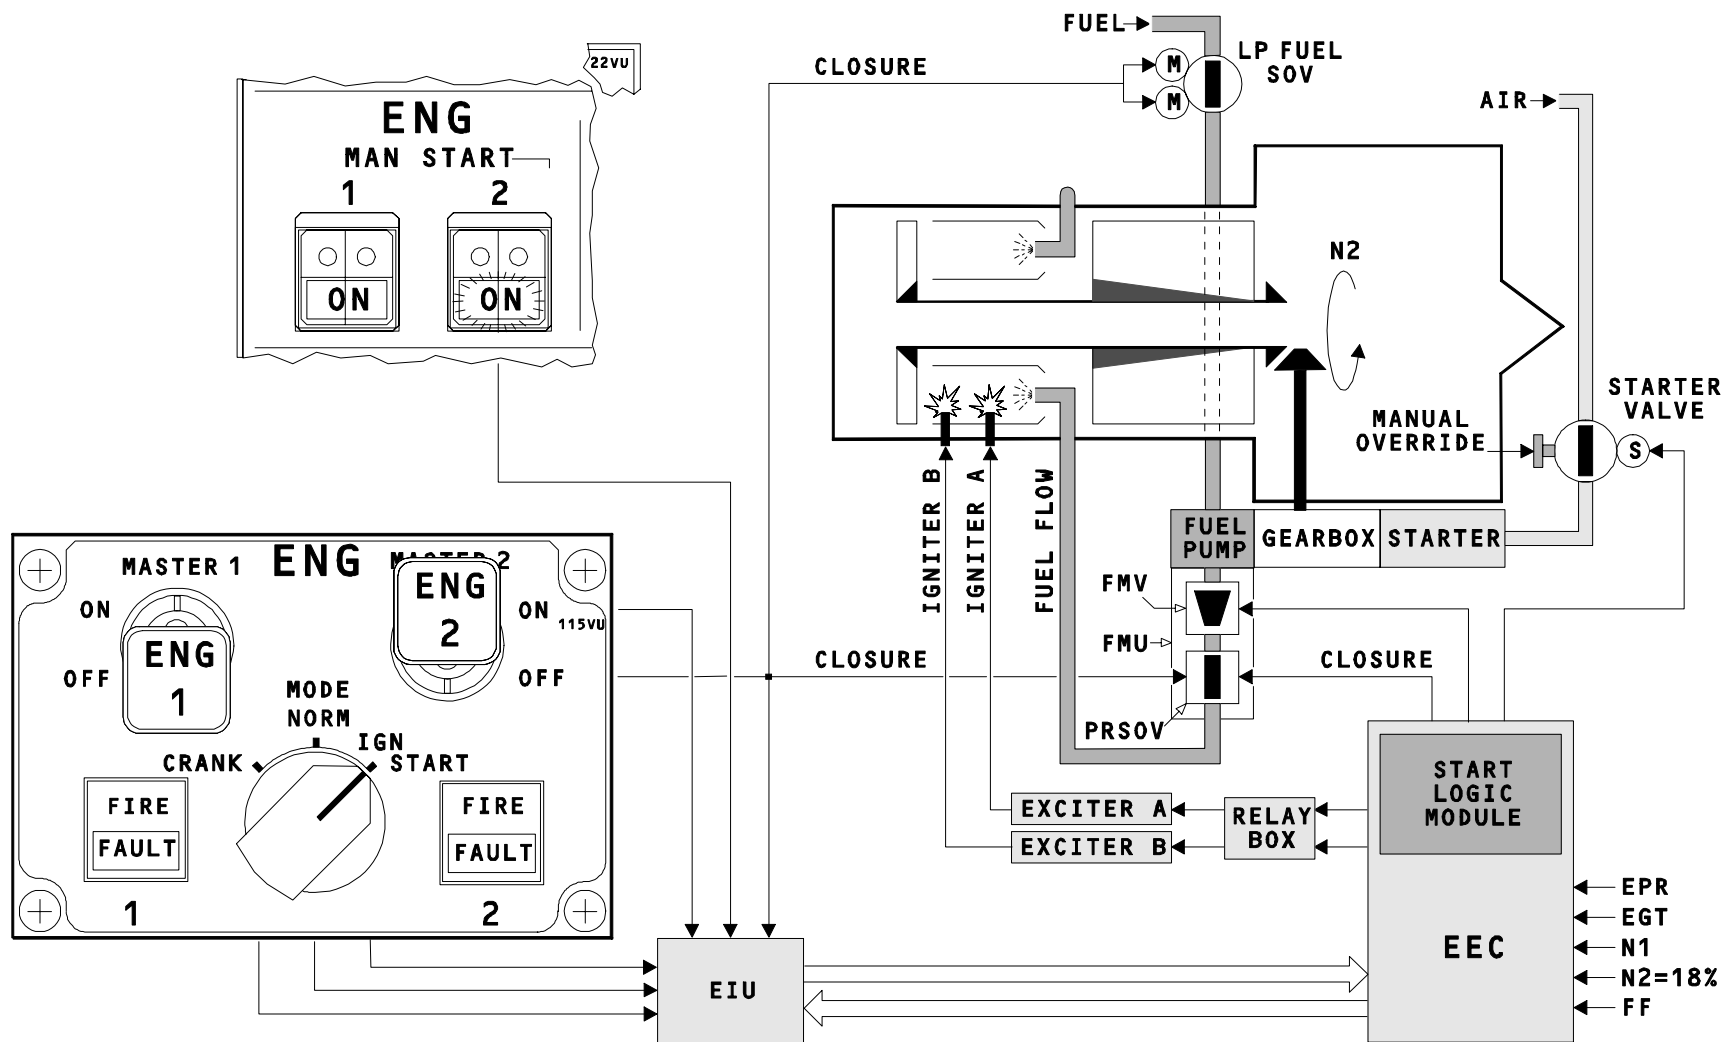 FUEL
LP FUEL
SOV
22VU
CLOSURE
M
M
AIR
ENG
MAN START
1 2
ON ON
N2
STARTER
VALVE
MANUAL
OVERRIDE
S
IGNITER B
IGNITER A
FUEL FLOW
FUEL
PUMP
GEARBOX
STARTER
MASTER 1
ENG
MASTER 2
ON
ENG
2
ON
115VU
FMV
ENG
1
OFF
OFF
FMU
CLOSURE
CLOSURE
MODE
NORM
PRSOV
CRANK
IGN
START
FIRE
FAULT
FIRE
FAULT
1 2
EXCITER A
EXCITER B
RELAY
BOX
START
LOGIC
MODULE
EPR
EGT
EEC
N1
N2=18%
FF
EIU